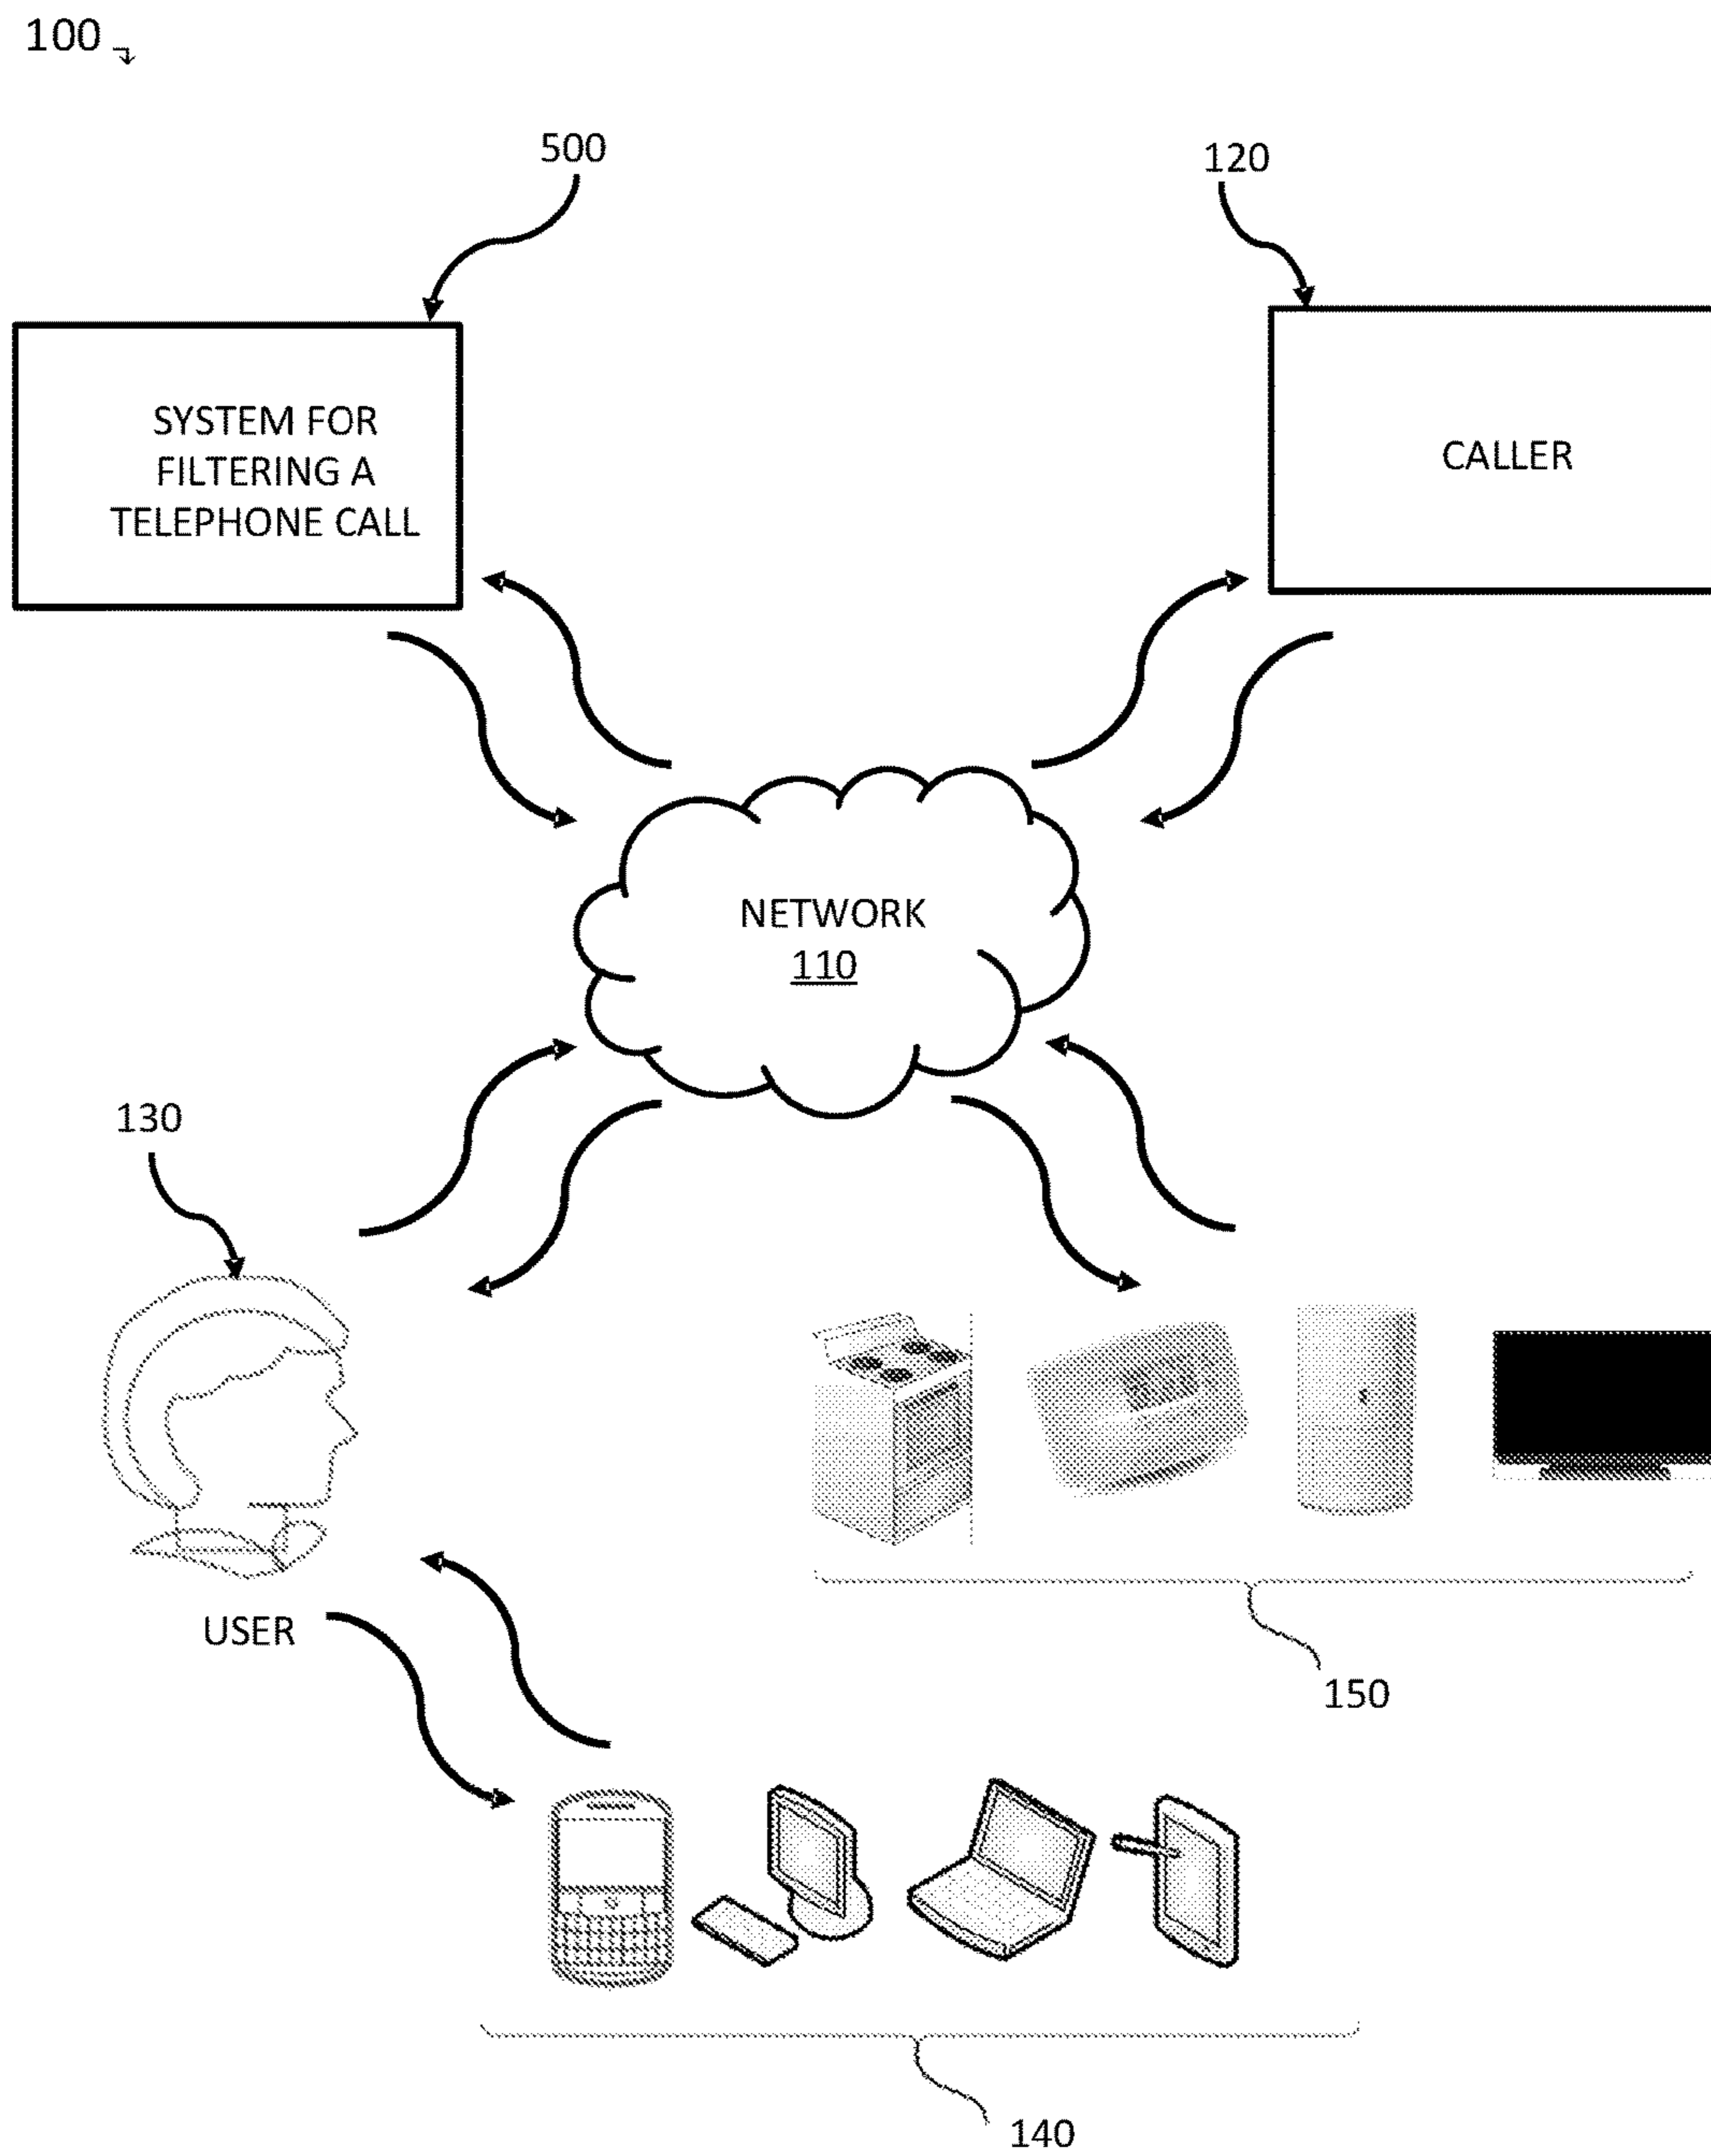 100
500
120
SYSTEM FOR
FILTERING A
TELEPHONE CALL
CALLER
NETWORK
110
130
USER
150
140